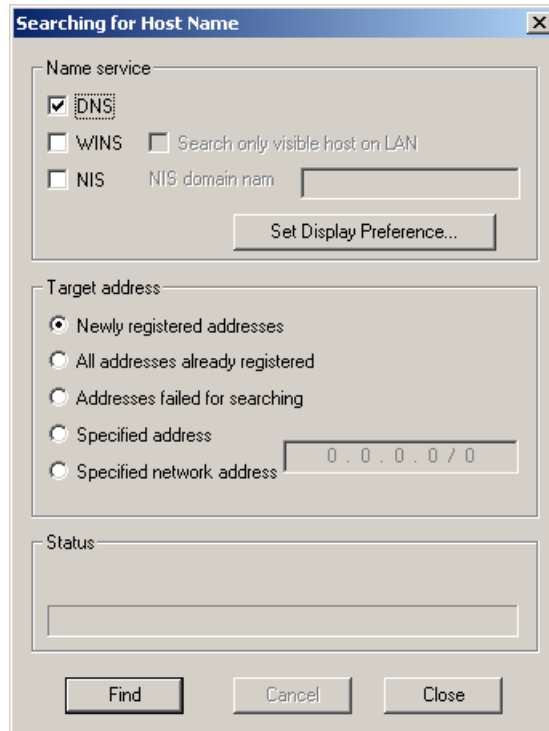 Searching for Host Name
Name service
DNS
WINS Search only visible host on LAN
NIS NIS domain nam
Set Display Preference...
Target address
Newly registered addresses
All addresses already registered
Addresses failed for searching
Specified address
0 . 0 . 0 . 0 / 0
Specified network address
Status
Find Cancel Close